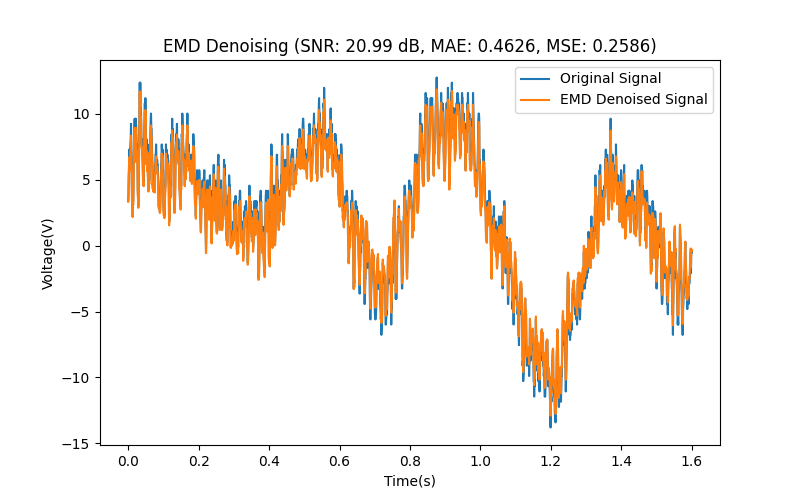 EMD Denoising (SNR: 20.99 dB, MAE: 0.4626, MSE: 0.2586)
Original Signal
EMD Denoised Signal
10
5
0
−5
−10
−15
Voltage(V)
0.0 0.2 0.4 0.6 0.8 1.0 1.2 1.4 1.6
Time(s)